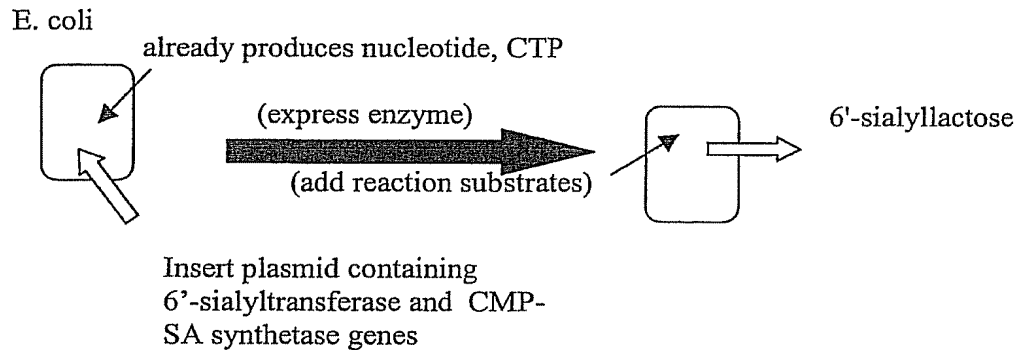 E. coli
already produces nucleotide, CTP
(express enzyme)
(add reaction substrates)
6'-sialyllactose
Insert plasmid containing
6’-sialyltransferase and CMP-
SA synthetase genes